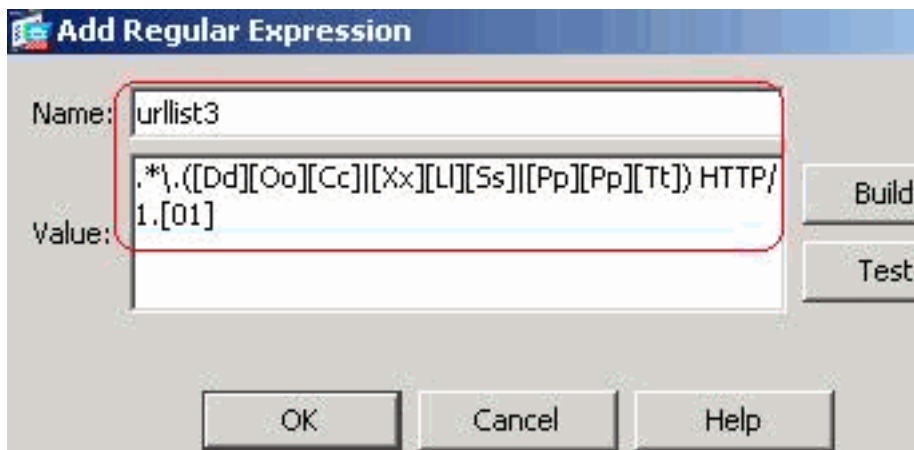 Add Regular Expression
Name: urllist3
Value: .*\.([Dd][Oo][Cc]|[Xx][Ll][Ss]|[Pp][Pp][Tt]) HTTP/
1.[01]
Build
Test
OK Cancel Help